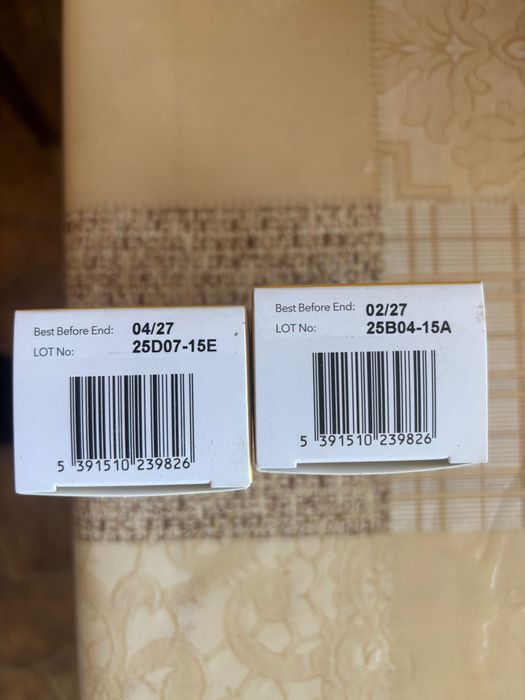 Best Before End: 04/27
LOT No: 25D07-15E
5 391510 239826
Best Before End: 02/27
LOT No: 25B04-15A
5 391510 239826